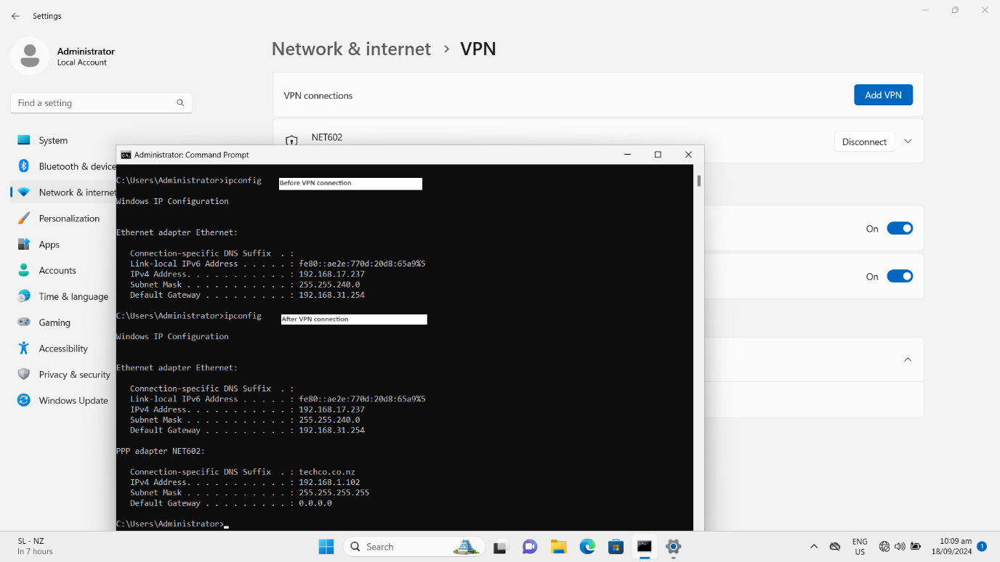 Settings
Administrator
Local Account
Find a setting
System
Bluetooth & device
Network & internet
Personalization
Apps
Accounts
Time & language
Gaming
Accessibility
Privacy & security
Windows Update
Network & internet > VPN
VPN connections
Add VPN
NET602
Disconnect
On
On
Administrator: Command Prompt
C:\Users\Administrator>ipconfig
Before VPN connection
Windows IP Configuration
Ethernet adapter Ethernet:
Connection-specific DNS Suffix  . :
Link-local IPv6 Address . . . . . : fe80::ae2e:770d:20d8:65a9%5
IPv4 Address. . . . . . . . . . . : 192.168.17.237
Subnet Mask . . . . . . . . . . . : 255.255.240.0
Default Gateway . . . . . . . . . : 192.168.31.254
C:\Users\Administrator>ipconfig
After VPN connection
Windows IP Configuration
Ethernet adapter Ethernet:
Connection-specific DNS Suffix  . :
Link-local IPv6 Address . . . . . : fe80::ae2e:770d:20d8:65a9%5
IPv4 Address. . . . . . . . . . . : 192.168.17.237
Subnet Mask . . . . . . . . . . . : 255.255.240.0
Default Gateway . . . . . . . . . : 192.168.31.254
PPP adapter NET602:
Connection-specific DNS Suffix  . : techco.co.nz
IPv4 Address. . . . . . . . . . . : 192.168.1.102
Subnet Mask . . . . . . . . . . . : 255.255.255.255
Default Gateway . . . . . . . . . : 0.0.0.0
C:\Users\Administrator>
SL - NZ
In 7 hours
Search
ENG
US
10:09 am
18/09/2024
1